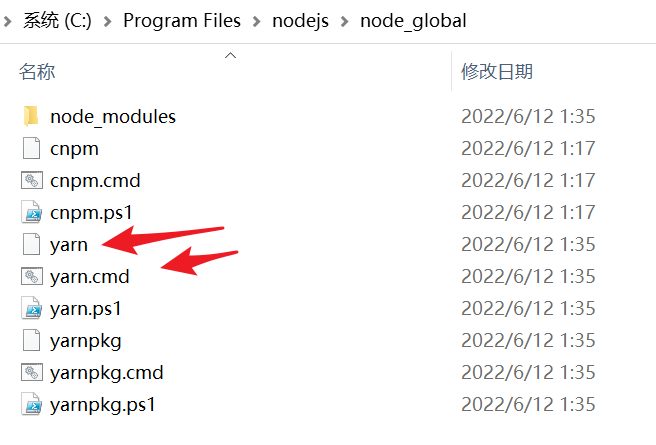 系统 (C:) > Program Files > nodejs > node_global
名称 修改日期
node_modules 2022/6/12 1:35
cnpm 2022/6/12 1:17
cnpm.cmd 2022/6/12 1:17
cnpm.ps1 2022/6/12 1:17
yarn 2022/6/12 1:35
yarn.cmd 2022/6/12 1:35
yarn.ps1 2022/6/12 1:35
yarnpkg 2022/6/12 1:35
yarnpkg.cmd 2022/6/12 1:35
yarnpkg.ps1 2022/6/12 1:35